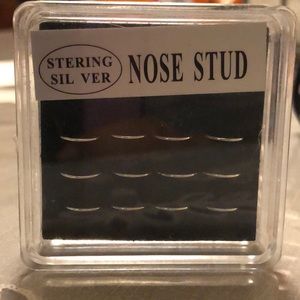 STERING
SIL VER
NOSE STUD